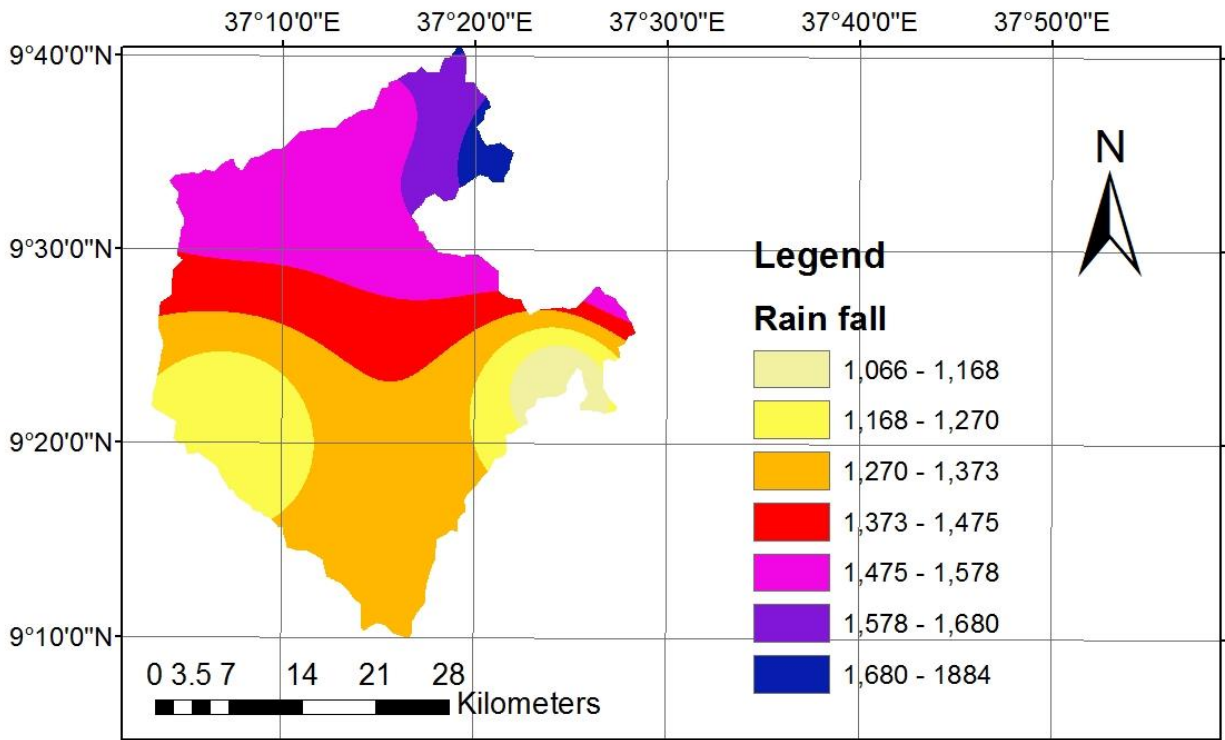 37°10'0"E 37°20'0"E 37°30'0"E 37°40'0"E 37°50'0"E
9°40'0"N
N
9°30'0"N
Legend
Rain fall
1,066 - 1,168
1,168 - 1,270
9°20'0"N
1,270 - 1,373
1,373 - 1,475
1,475 - 1,578
1,578 - 1,680
9°10'0"N
1,680 - 1884
0 3.5 7 14 21 28
Kilometers